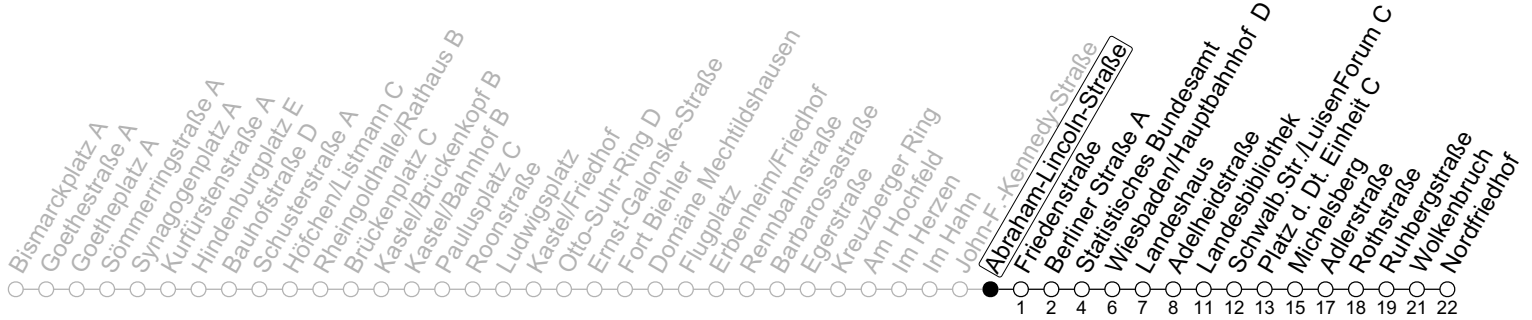 Bismarckplatz A
Goethestraße A
Goetheplatz A
Sömmerringstraße A
Synagogenplatz A
Kurfürstenstraße A
Hindenburgplatz E
Bauhofstraße D
Schusterstraße A
Höfchen/Listmann C
Rheingoldhalle/Rathaus B
Brückenplatz C
Kastel/Brückenkopf B
Kastel/Bahnhof B
Paulusplatz C
Roonstraße
Ludwigsplatz
Kastel/Friedhof
Otto-Suhr-Ring D
Ernst-Galonske-Straße
Fort Biehler
Domäne Mechtildshausen
Flugplatz
Erbenheim/Friedhof
Rennbahnstraße
Barbarossastraße
Egerstraße
Kreuzberger Ring
Am Hochfeld
Im Herzen
Im Hahn
John-F.-Kennedy-Straße
Abraham-Lincoln-Straße
Friedenstraße
Berliner Straße A
Statistisches Bundesamt
Wiesbaden/Hauptbahnhof D
Landeshaus
Adelheidstraße
Landesbibliothek
Schwalb.Str./LuisenForum C
Platz d. Dt. Einheit C
Michelsberg
Adlerstraße
Rothstraße
Ruhbergstraße
Wolkenbruch
Nordfriedhof
1 2 4 6 7 8 11 12 13 15 17 18 19 21 22